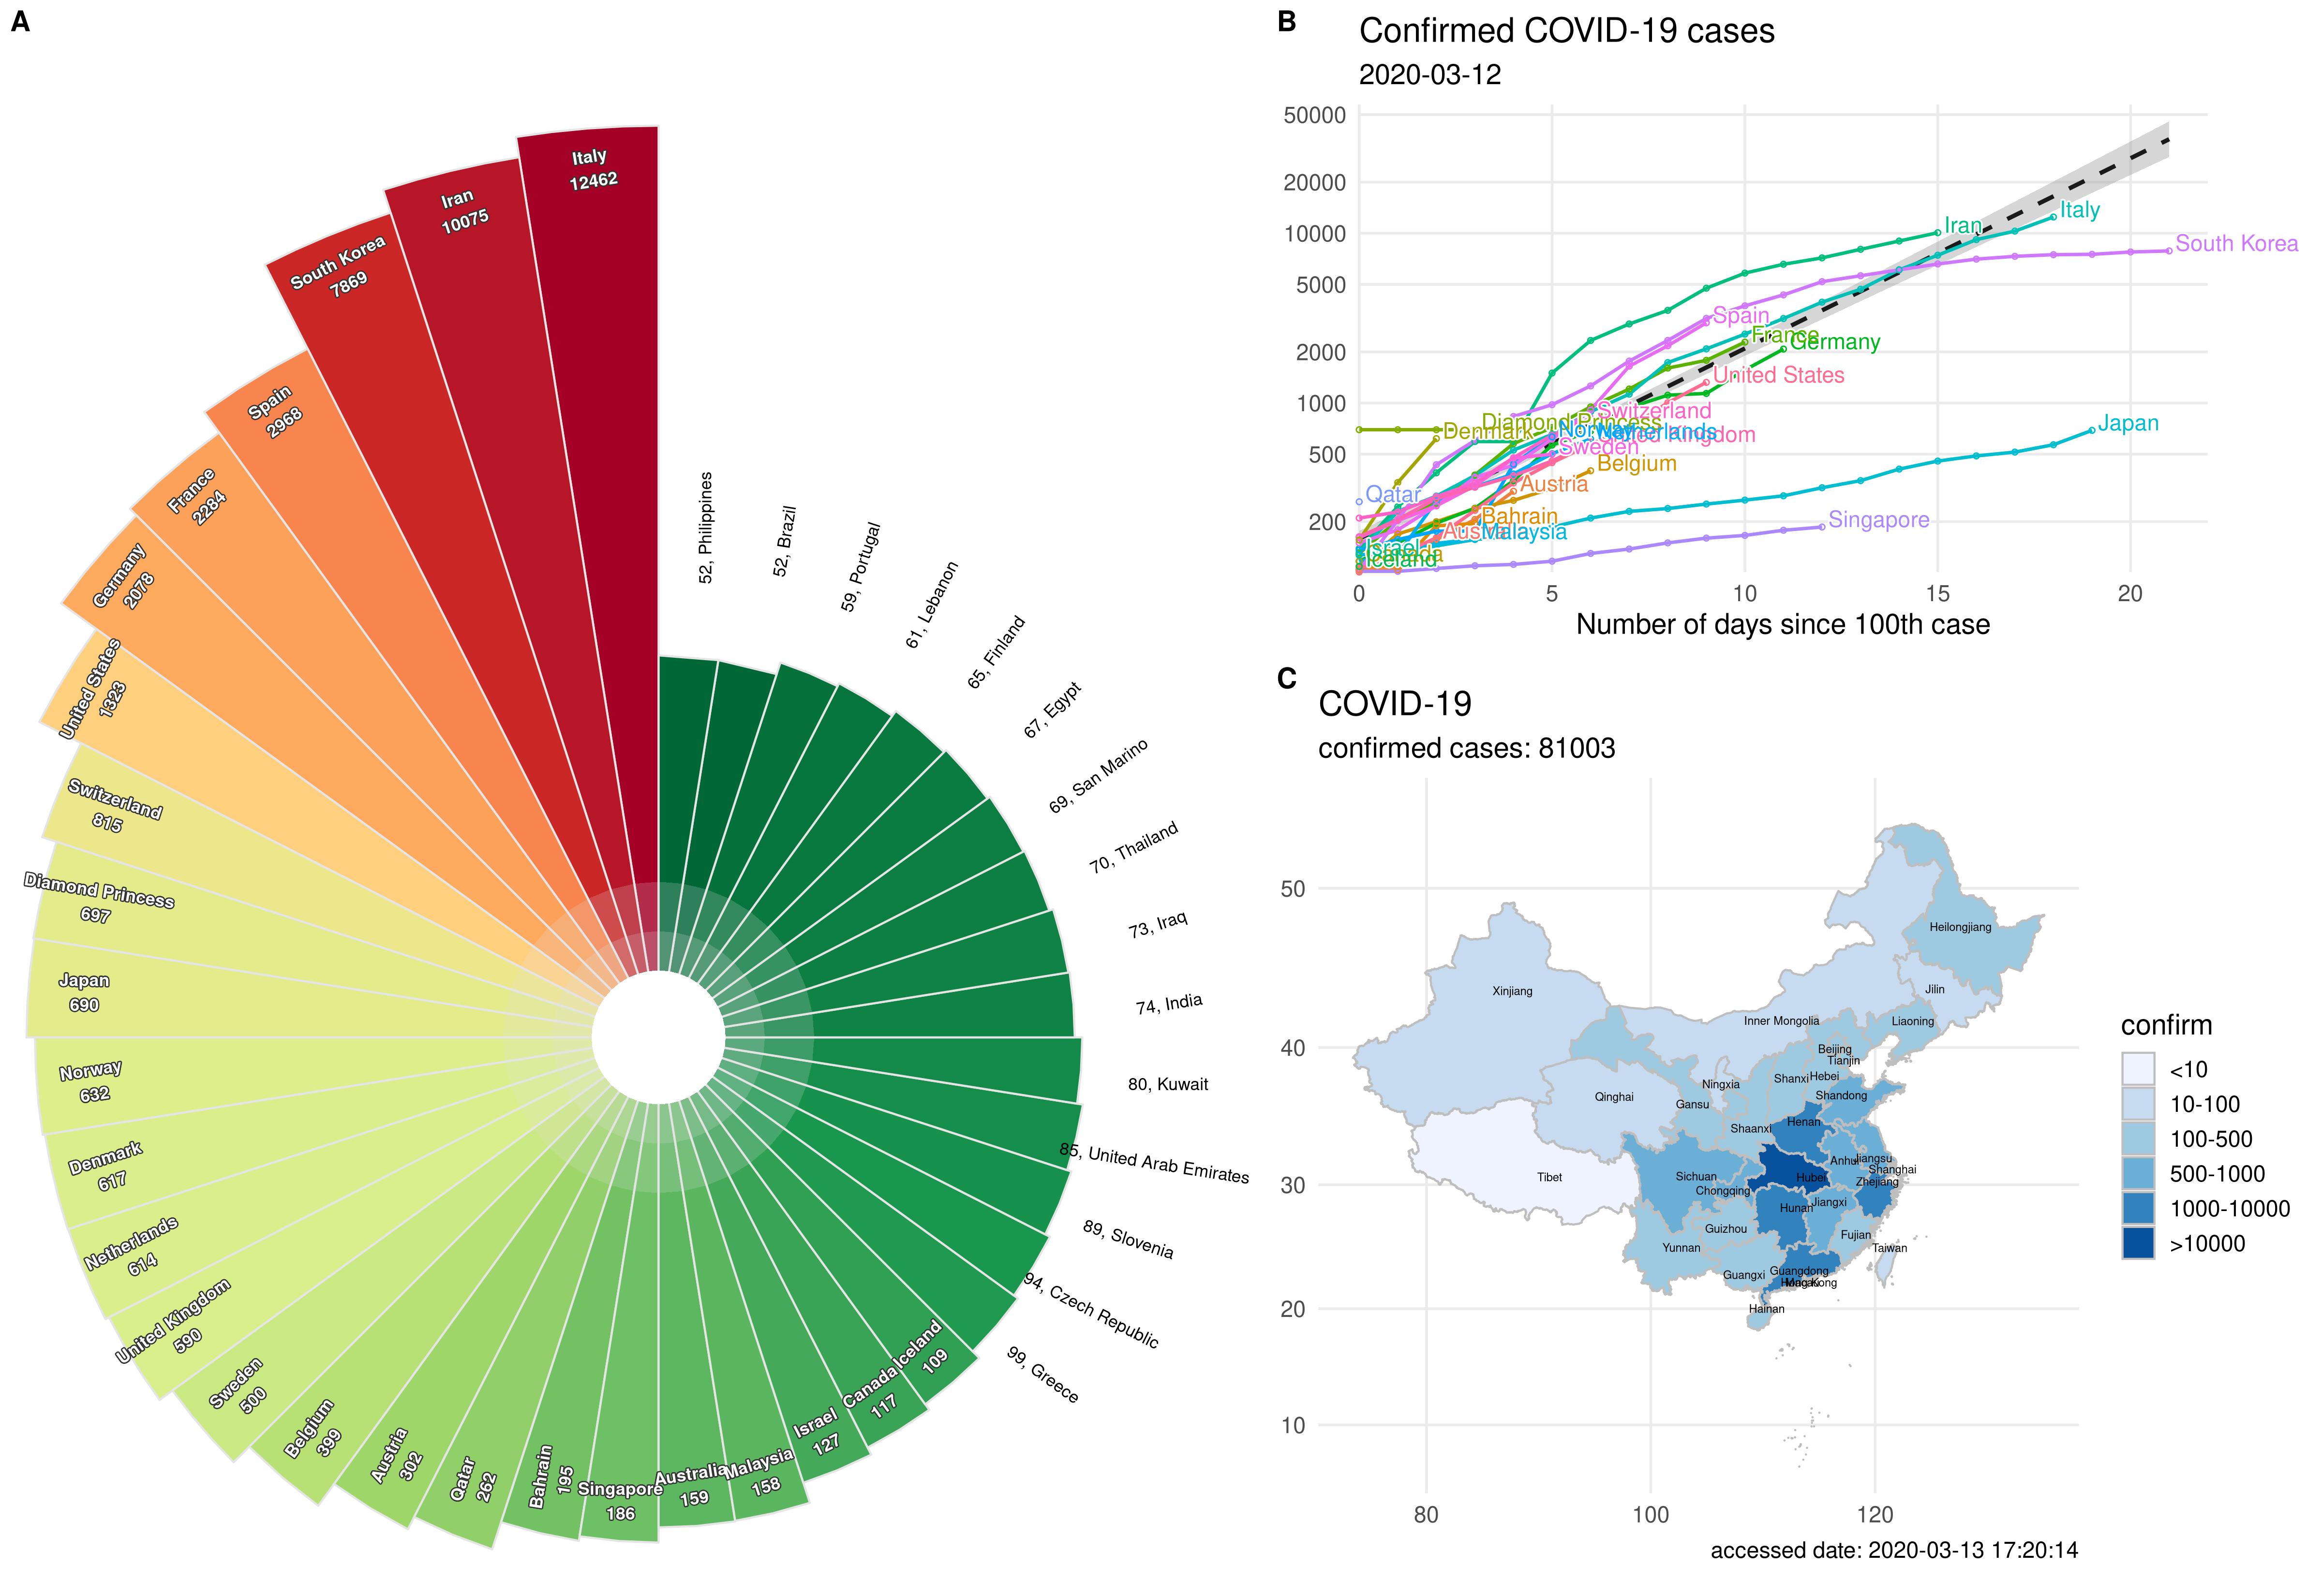 A
Italy
12462
Iran
10075
South Korea
7869
Spain
2968
France
2284
Germany
2078
United States
1323
Switzerland
815
Diamond Princess
697
Japan
690
Norway
632
Denmark
617
Netherlands
614
United Kingdom
590
Sweden
500
Belgium
399
Austria
302
Qatar
262
Bahrain
195
Singapore
186
Australia
159
Malaysia
158
Israel
127
Canada
117
Iceland
109
99, Greece
94, Czech Republic
89, Slovenia
85, United Arab Emirates
80, Kuwait
74, India
73, Iraq
70, Thailand
69, San Marino
67, Egypt
65, Finland
61, Lebanon
59, Portugal
52, Brazil
52, Philippines
B
Confirmed COVID-19 cases
2020-03-12
50000
20000
10000
5000
2000
1000
500
200
Iran
Italy
South Korea
Spain
France
Germany
United States
Switzerland
Diamond Princess
Denmark
Norway
Netherlands
United Kingdom
Sweden
Japan
Belgium
Austria
Qatar
Bahrain
Australia
Malaysia
Singapore
Israel
Canada
Iceland
0 5 10 15 20
Number of days since 100th case
C
COVID-19
confirmed cases: 81003
50
40
30
20
10
Heilongjiang
Xinjiang
Jilin
Inner Mongolia
Liaoning
Beijing
Tianjin
Shanxi
Hebei
Ningxia
Shandong
Qinghai
Gansu
Henan
Shaanxi
Anhui
Jiangsu
Shanghai
Tibet
Sichuan
Hubei
Zhejiang
Chongqing
Jiangxi
Hunan
Guizhou
Fujian
Yunnan
Taiwan
Guangxi
Guangdong
Hong Kong
Macau
Hainan
80 100 120
confirm
<10
10-100
100-500
500-1000
1000-10000
>10000
accessed date: 2020-03-13 17:20:14